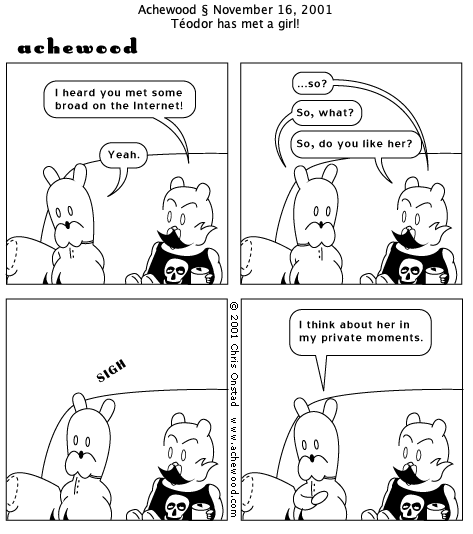 Achewood § November 16, 2001
Téodor has met a girl!
achewood
I heard you met some
broad on the Internet!
Yeah.
...so?
So, what?
So, do you like her?
SIGH
© 2001 Chris Onstad www.achewood.com
I think about her in
my private moments.